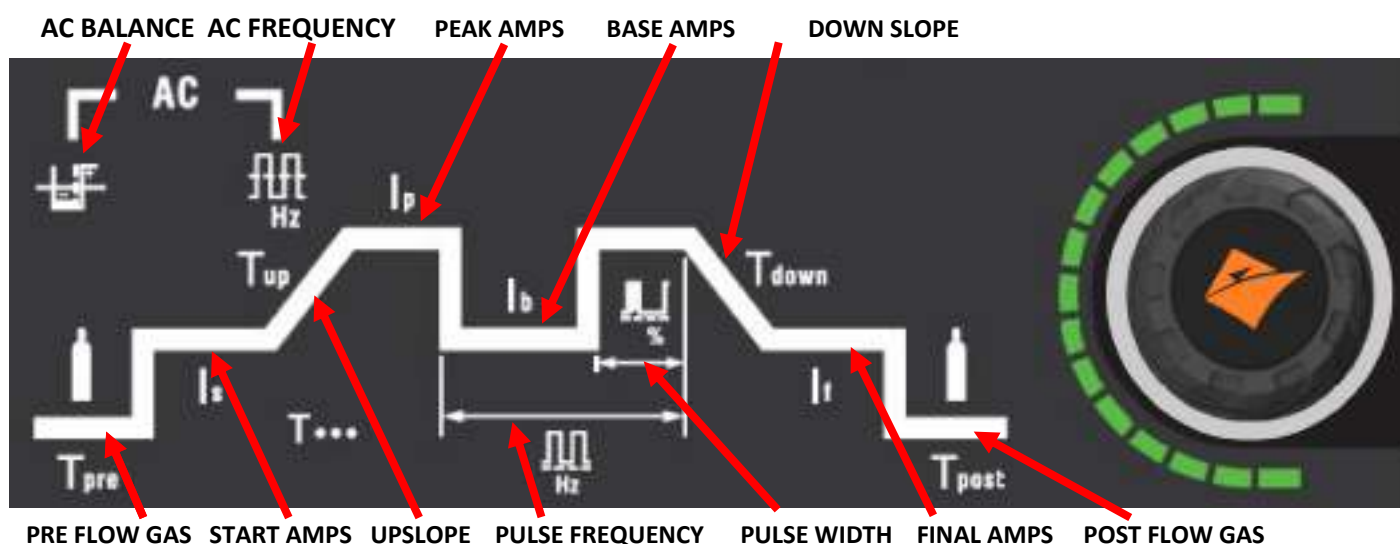 AC BALANCE AC FREQUENCY PEAK AMPS BASE AMPS DOWN SLOPE
AC
Hz
Ip
Tup
Ib
%
Tdown
Is
T•••
If
Hz
Tpre
Tpost
PRE FLOW GAS START AMPS UPSLOPE PULSE FREQUENCY PULSE WIDTH FINAL AMPS POST FLOW GAS